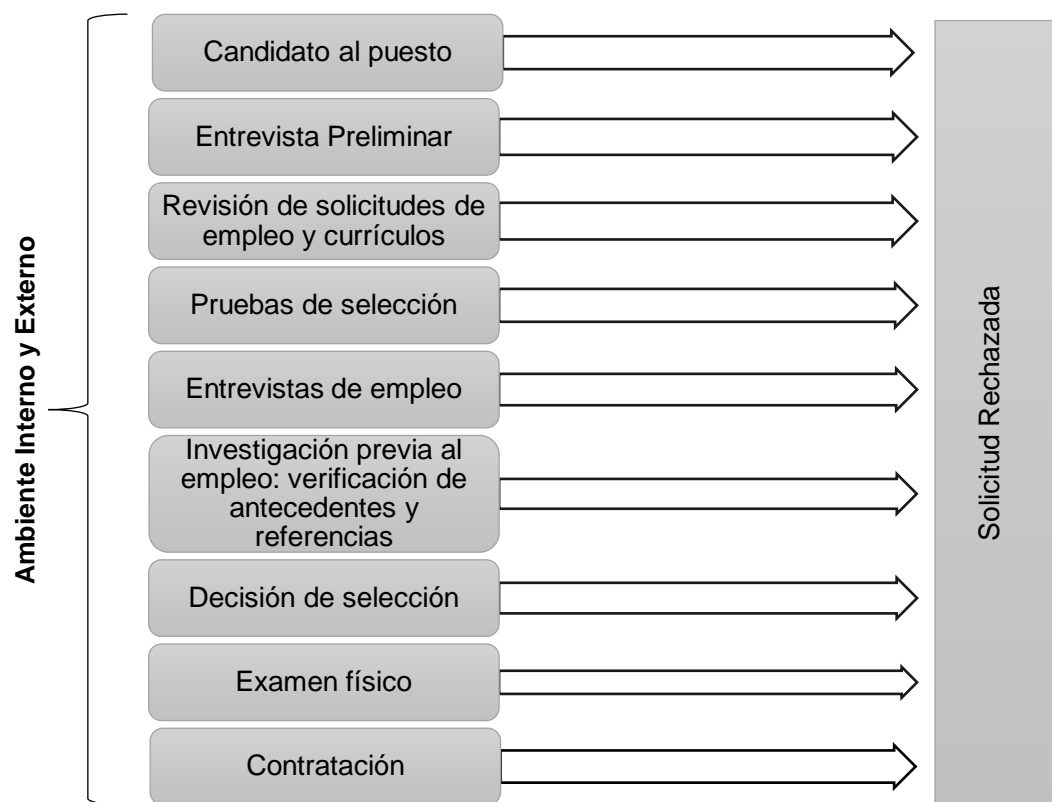 Ambiente Interno y Externo
Candidato al puesto
Entrevista Preliminar
Revisión de solicitudes de
empleo y currículos
Pruebas de selección
Entrevistas de empleo
Investigación previa al
empleo: verificación de
antecedentes y
referencias
Decisión de selección
Examen físico
Contratación
Solicitud Rechazada